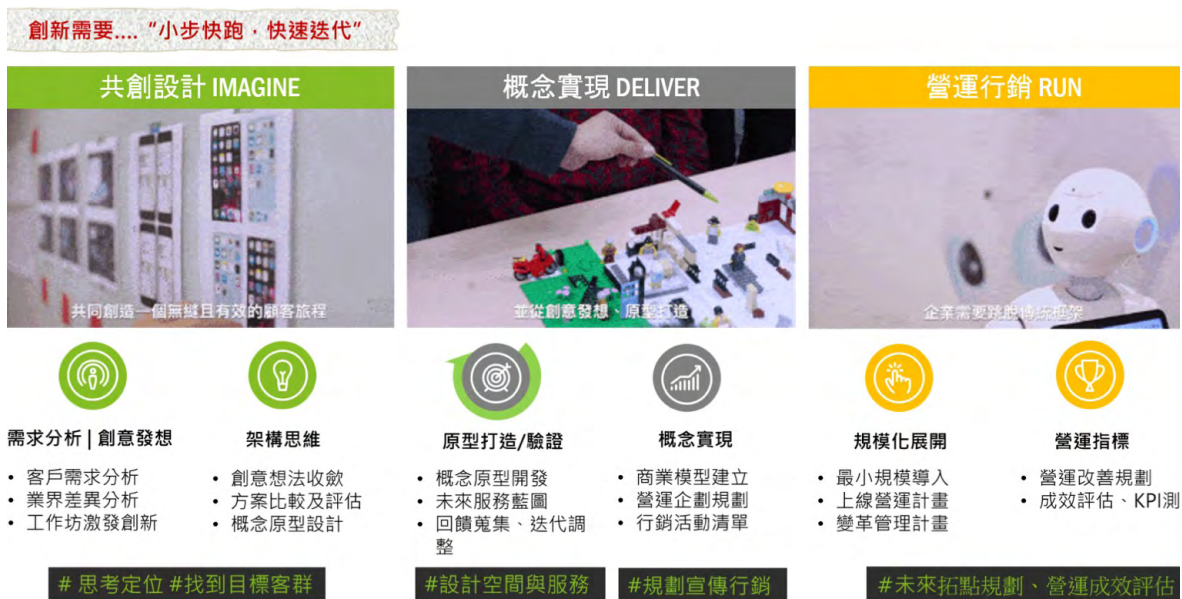 創新需要.... “小步快跑，快速迭代”
共創設計 IMAGINE
共同創造一個無縫且有效的顧客旅程
需求分析 | 創意發想
• 客戶需求分析
• 業界差異分析
• 工作坊激發創新
架構思維
• 創意想法收斂
• 方案比較及評估
• 概念原型設計
# 思考定位 #找到目標客群
概念實現 DELIVER
並從創意發想、原型打造
原型打造/驗證
• 概念原型開發
• 未來服務藍圖
• 回饋蒐集、迭代調
整
#設計空間與服務
概念實現
• 商業模型建立
• 營運企劃規劃
• 行銷活動清單
#規劃宣傳行銷
營運行銷 RUN
企業需要跳脫傳統框架
規模化展開
• 最小規模導入
• 上線營運計畫
• 變革管理計畫
營運指標
• 營運改善規劃
• 成效評估、KPI測
#未來拓點規劃、營運成效評估